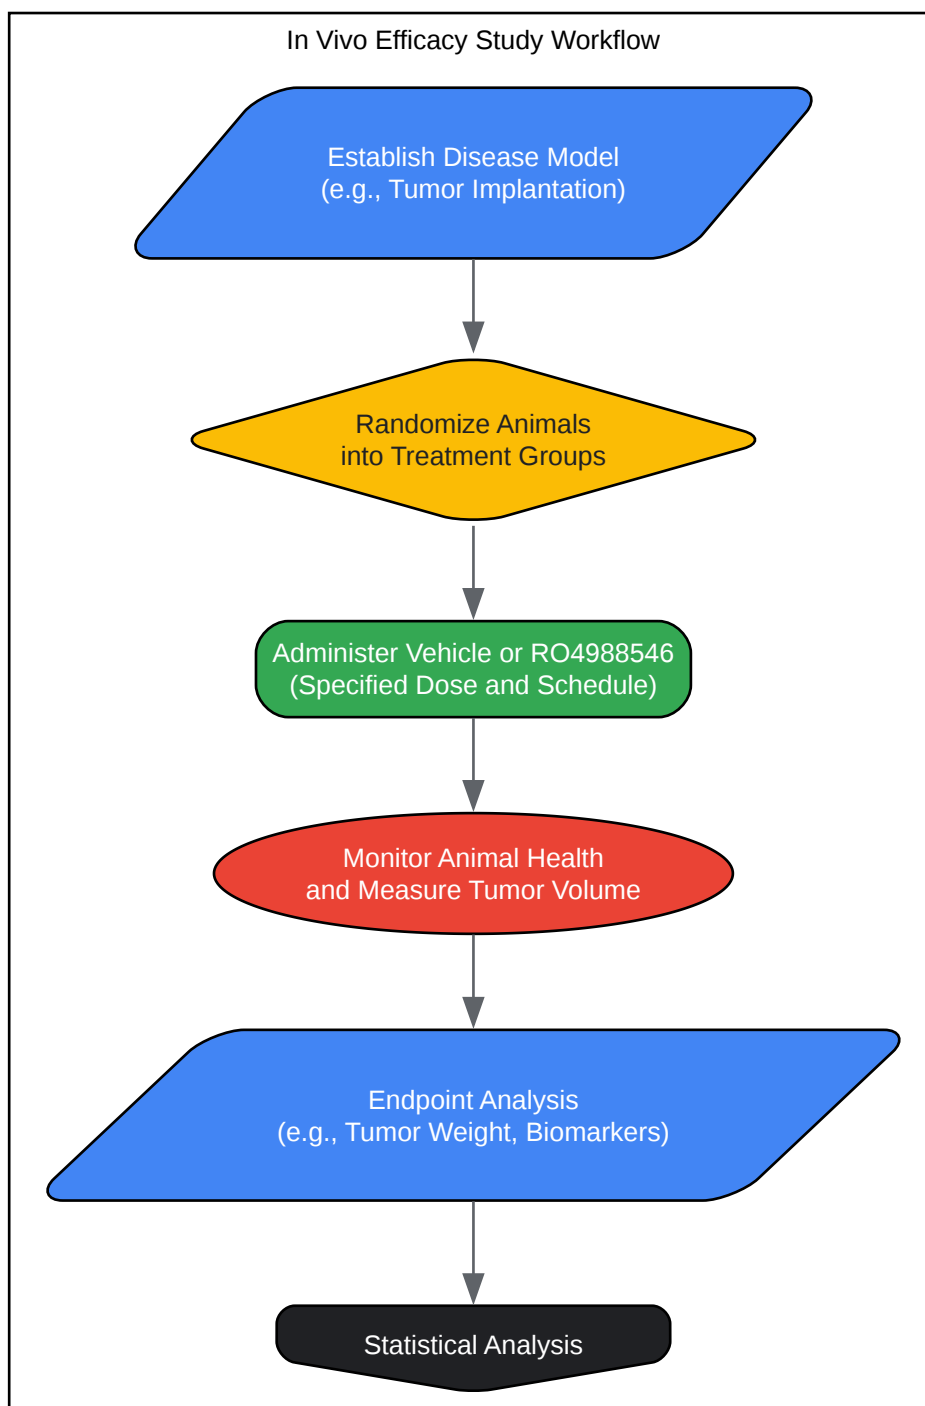 In Vivo Efficacy Study Workflow
Establish Disease Model
(e.g., Tumor Implantation)
Randomize Animals
into Treatment Groups
Administer Vehicle or RO4988546
(Specified Dose and Schedule)
Monitor Animal Health
and Measure Tumor Volume
Endpoint Analysis
(e.g., Tumor Weight, Biomarkers)
Statistical Analysis